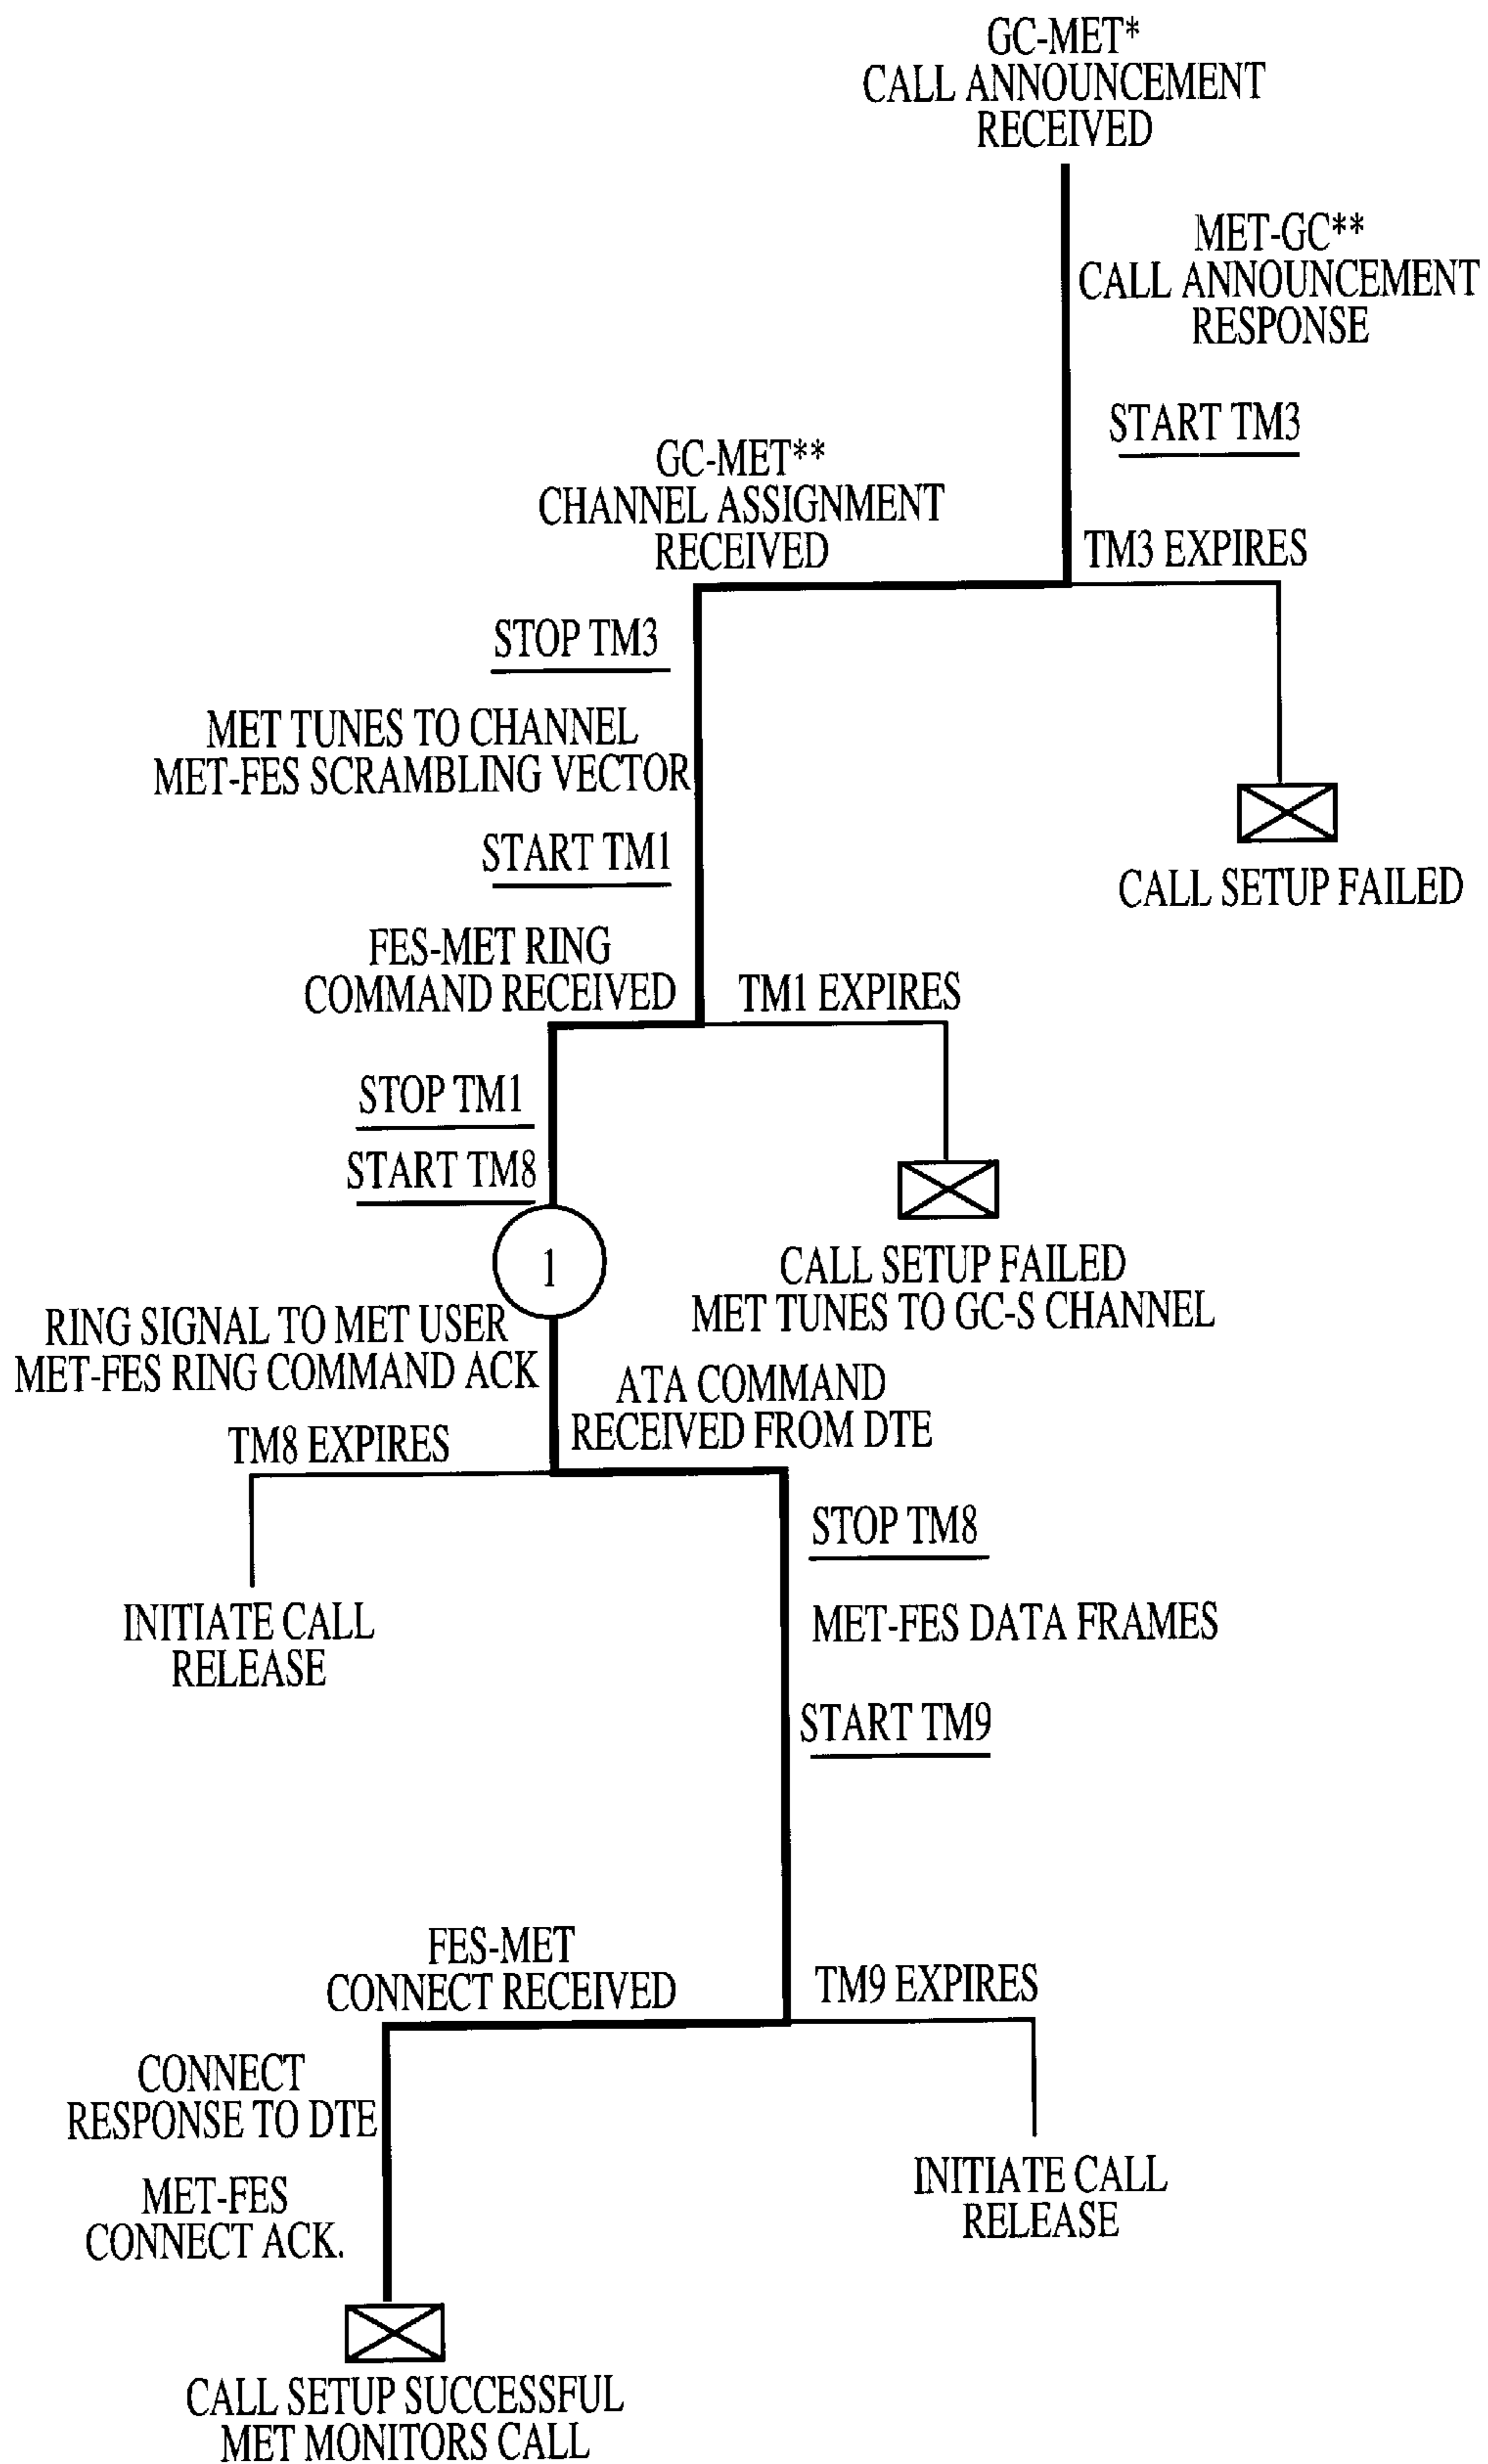 GC-MET*
CALL ANNOUNCEMENT
RECEIVED
MET-GC**
CALL ANNOUNCEMENT
RESPONSE
START TM3
GC-MET**
CHANNEL ASSIGNMENT
RECEIVED
TM3 EXPIRES
STOP TM3
MET TUNES TO CHANNEL
MET-FES SCRAMBLING VECTOR
START TM1
CALL SETUP FAILED
FES-MET RING
COMMAND RECEIVED
TM1 EXPIRES
STOP TM1
START TM8
1
CALL SETUP FAILED
MET TUNES TO GC-S CHANNEL
RING SIGNAL TO MET USER
MET-FES RING COMMAND ACK
ATA COMMAND
RECEIVED FROM DTE
TM8 EXPIRES
STOP TM8
INITIATE CALL
RELEASE
MET-FES DATA FRAMES
START TM9
FES-MET
CONNECT RECEIVED
TM9 EXPIRES
CONNECT
RESPONSE TO DTE
MET-FES
CONNECT ACK.
INITIATE CALL
RELEASE
CALL SETUP SUCCESSFUL
MET MONITORS CALL